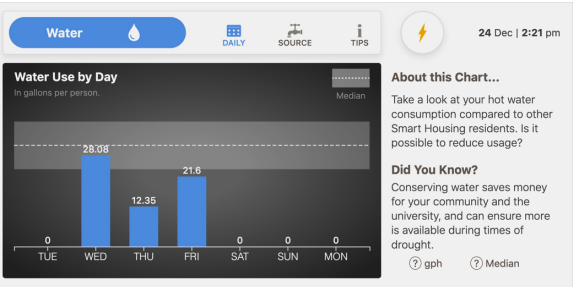 Water
DAILY
SOURCE
TIPS
24 Dec | 2:21 pm
Water Use by Day
In gallons per person.
Median
28.08
21.6
12.35
0
0
0
0
TUE WED THU FRI SAT SUN MON
About this Chart...
Take a look at your hot water
consumption compared to other
Smart Housing residents. Is it
possible to reduce usage?
Did You Know?
Conserving water saves money
for your community and the
university, and can ensure more
is available during times of
drought.
? gph ? Median